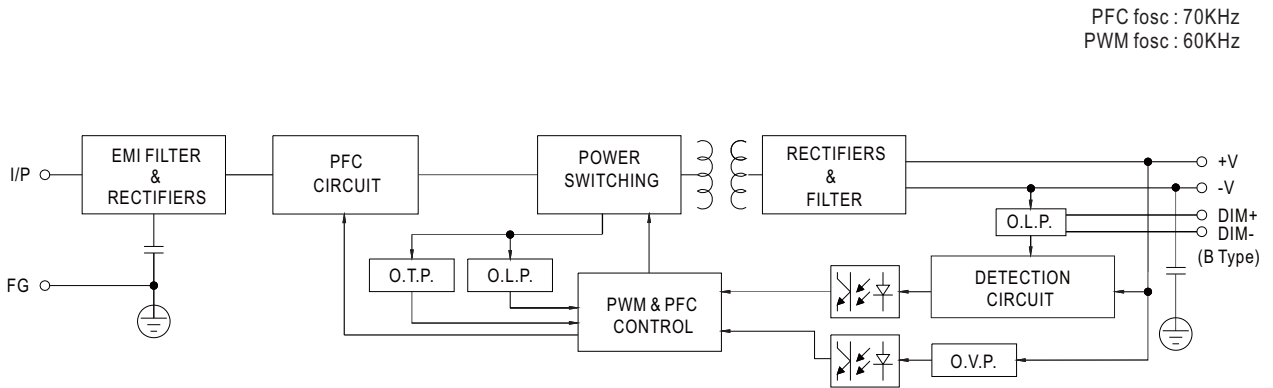 PFC fosc : 70KHz
PWM fosc : 60KHz
I/P
EMI FILTER
&
RECTIFIERS
PFC
CIRCUIT
POWER
SWITCHING
RECTIFIERS
&
FILTER
+V
-V
DIM+
DIM-
(B Type)
O.L.P.
FG
O.T.P.
O.L.P.
PWM & PFC
CONTROL
DETECTION
CIRCUIT
O.V.P.